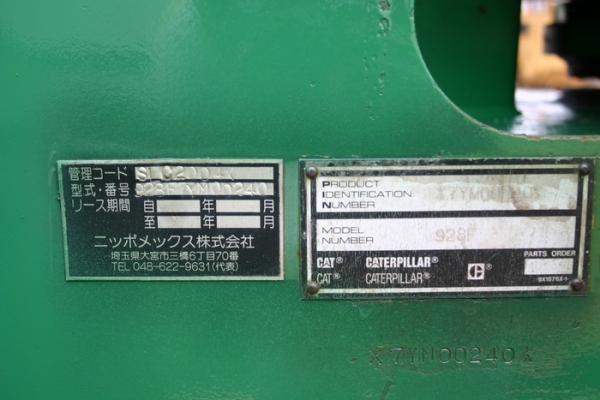 管理コード SLC2004X
型式・番号 928F 7YM00240
リース期間 自 年 月
至 年 月
ニッポメックス株式会社
埼玉県大宮市三橋6丁目70番
TEL 048-622-9631(代表)
PRODUCT
IDENTIFICATION
NUMBER
MODEL
NUMBER 928F
PARTS ORDER
CAT CATERPILLAR
CAT CATERPILLAR
9X1876X-1
7YM00240